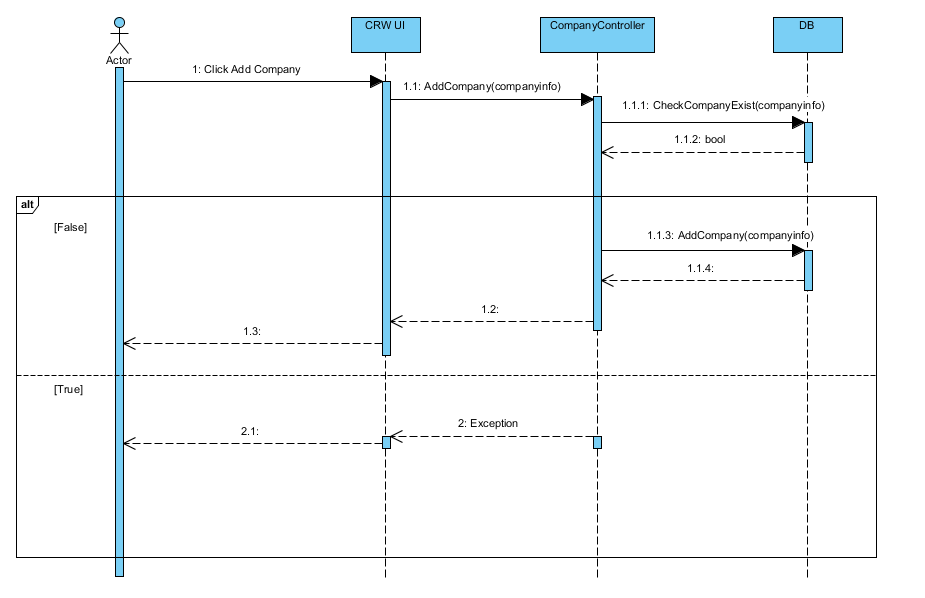 CRW UI
CompanyController
DB
Actor
1: Click Add Company
1.1: AddCompany(companyinfo)
1.1.1: CheckCompanyExist(companyinfo)
1.1.2: bool
alt
[False]
1.1.3: AddCompany(companyinfo)
1.1.4:
1.2:
1.3:
[True]
2: Exception
2.1: